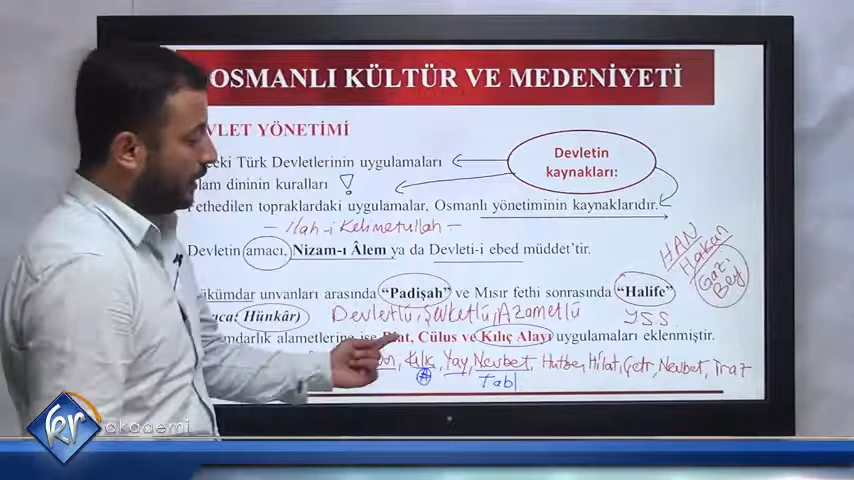 OSMANLI KÜLTÜR VE MEDENİYETİ
VLET YÖNETİMİ
ceki Türk Devletlerinin uygulamaları
Devletin
kaynakları:
lam dininin kuralları !
Fethedilen topraklardaki uygulamalar, Osmanlı yönetiminin kaynaklarıdır.
- İlah-i Kelimetullah -
Devletin amacı, Nizam-ı Âlem ya da Devleti-i ebed müddet'tir.
HAN
Hakan
Gazi
Bey
ükümdar unvanları arasında “Padişah” ve Mısır fethi sonrasında “Halife”
Hünkâr) Devletlü, Şevketlü, Azametlü YSS
mdarlık alametlerine ise Biat, Cülus ve Kılıç Alayı uygulamaları eklenmiştir.
Kılıç, Yay, Nevbet, Hutbe, Hilat, Çetr, Nevbet, Tıraz
Tabl
kr akademi